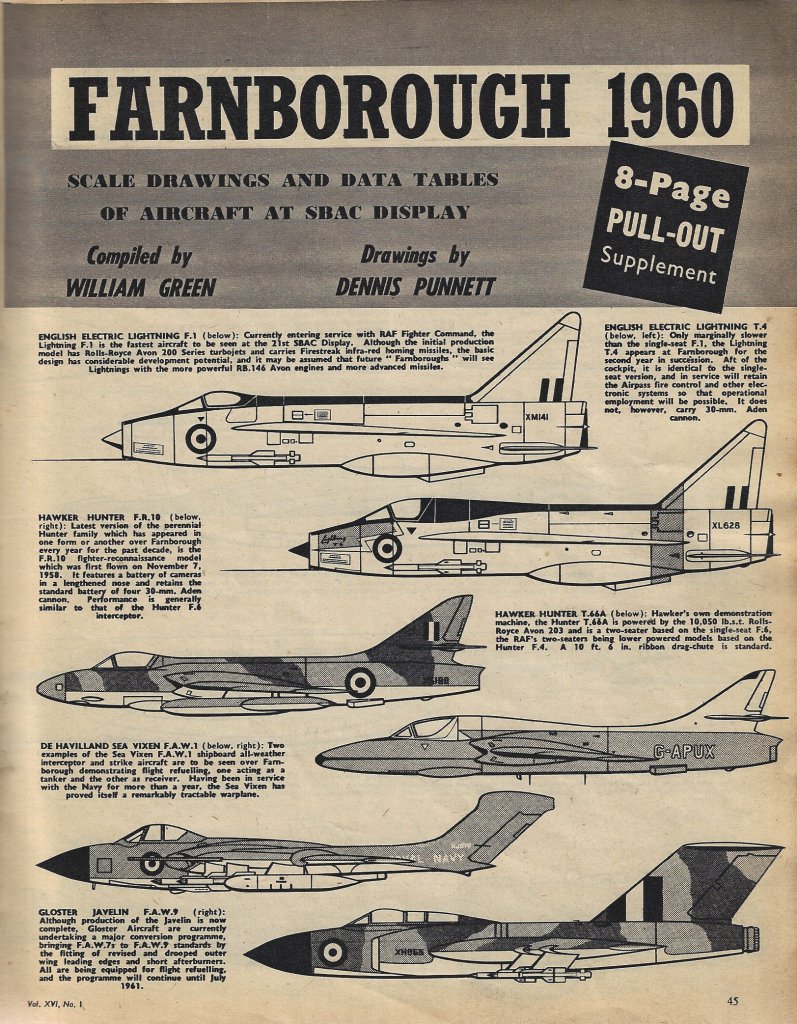 FARNBOROUGH 1960
SCALE DRAWINGS AND DATA TABLES
OF AIRCRAFT AT SBAC DISPLAY
Compiled by
WILLIAM GREEN
Drawings by
DENNIS PUNNETT
8-Page
PULL-OUT
Supplement
ENGLISH ELECTRIC LIGHTNING F.1 (below): Currently entering service with RAF Fighter Command, the
Lightning F.1 is the fastest aircraft to be seen at the 21st SBAC Display. Although the initial production
model has Rolls-Royce Avon 200 Series turbojets and carries Firestreak infra-red homing missiles, the basic
design has considerable development potential, and it may be assumed that future " Farnboroughs " will see
Lightnings with the more powerful RB.146 Avon engines and more advanced missiles.
ENGLISH ELECTRIC LIGHTNING T.4
(below, left): Only marginally slower
than the single-seat F.1, the Lightning
T.4 appears at Farnborough for the
second year in succession. Aft of the
cockpit, it is identical to the single-
seat version, and in service will retain
the Airpass fire control and other elec-
tronic systems so that operational
employment will be possible. It does
not, however, carry 30-mm. Aden
cannon.
XM141
HAWKER HUNTER F.R.10 (below,
right): Latest version of the perennial
Hunter family which has appeared in
one form or another over Farnborough
every year for the past decade, is the
F.R.10 fighter-reconnaissance model
which was first flown on November 7,
1958. It features a battery of cameras
in a lengthened nose and retains the
standard battery of four 30-mm. Aden
cannon. Performance is generally
similar to that of the Hunter F.6
interceptor.
Lightning
XL628
HAWKER HUNTER T.66A (below): Hawker's own demonstration
machine, the Hunter T.66A is powered by the 10,050 lb.s.t. Rolls-
Royce Avon 203 and is a two-seater based on the single-seat F.6,
the RAF's two-seaters being lower powered models based on the
Hunter F.4. A 10 ft. 6 in. ribbon drag-chute is standard.
DE HAVILLAND SEA VIXEN F.A.W.1 (below, right): Two
examples of the Sea Vixen F.A.W.1 shipboard all-weather
interceptor and strike aircraft are to be seen over Farn-
borough demonstrating flight refuelling, one acting as a
tanker and the other as receiver. Having been in service
with the Navy for more than a year, the Sea Vixen has
proved itself a remarkably tractable warplane.
G-APUX
ROYAL NAVY
GLOSTER JAVELIN F.A.W.9 (right):
Although production of the Javelin is now
complete, Gloster Aircraft are currently
undertaking a major conversion programme,
bringing F.A.W.7s to F.A.W.9 standards by
the fitting of revised and drooped outer
wing leading edges and short afterburners.
All are being equipped for flight refuelling,
and the programme will continue until July
1961.
Vol. XVI, No. 1
45